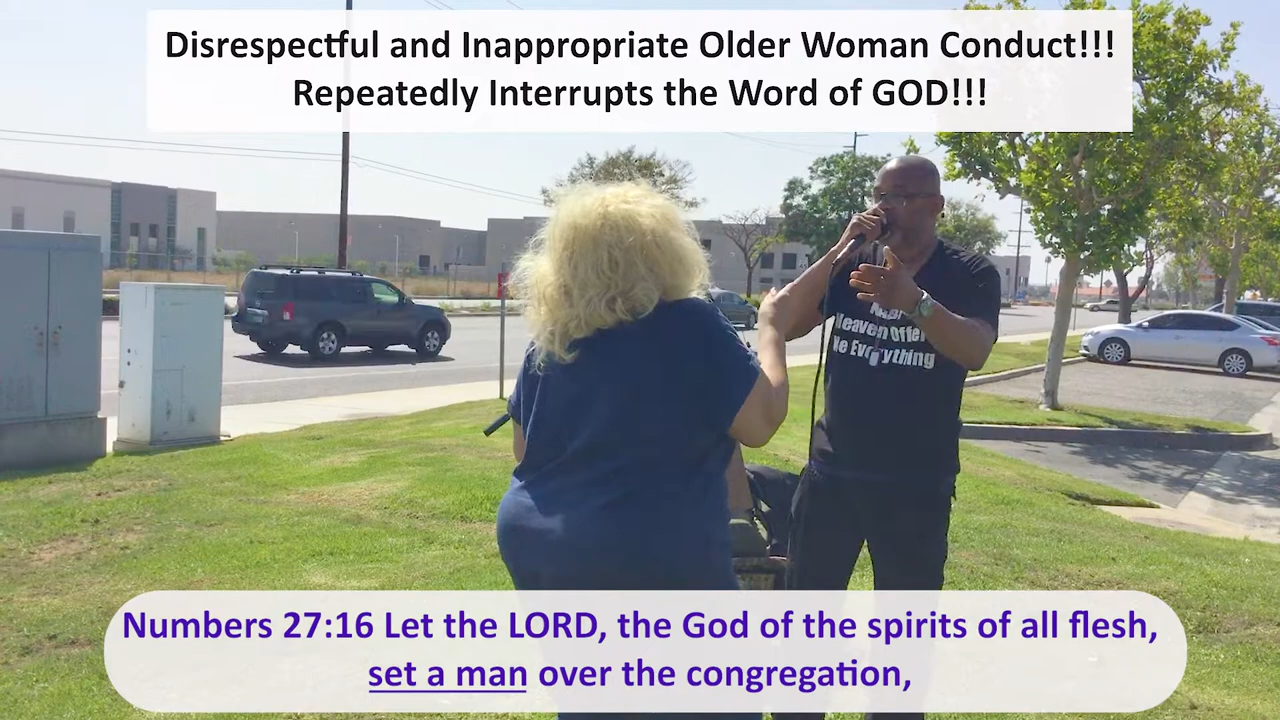 Disrespectful and Inappropriate Older Woman Conduct!!!
Repeatedly Interrupts the Word of GOD!!!
Heaven Offer
Me Everything
Numbers 27:16 Let the LORD, the God of the spirits of all flesh,
set a man over the congregation,